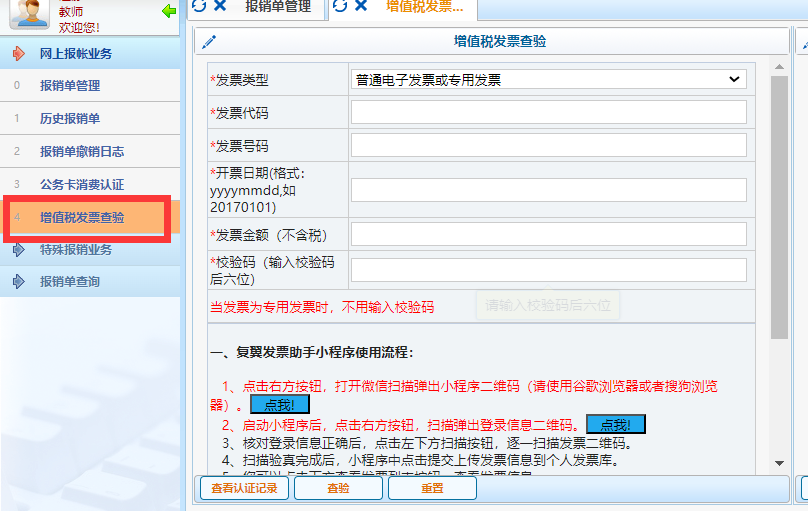 教师
欢迎您!
网上报帐业务
0 报销单管理
1 历史报销单
2 报销单撤销日志
3 公务卡消费认证
4 增值税发票查验
特殊报销业务
报销单查询
报销单管理
增值税发票...
增值税发票查验
*发票类型
普通电子发票或专用发票
*发票代码
*发票号码
*开票日期(格式:
yyyymmdd,如
20170101)
*发票金额（不含税）
*校验码（输入校验码
后六位）
当发票为专用发票时，不用输入校验码
请输入校验码后六位
一、复翼发票助手小程序使用流程：
1、点击右方按钮，打开微信扫描弹出小程序二维码（请使用谷歌浏览器或者搜狗浏览
器）。 点我!
2、启动小程序后，点击右方按钮，扫描弹出登录信息二维码。 点我!
3、核对登录信息正确后，点击左下方扫描按钮，逐一扫描发票二维码。
4、扫描验真完成后，小程序中点击提交上传发票信息到个人发票库。
查看认证记录
查验
重置